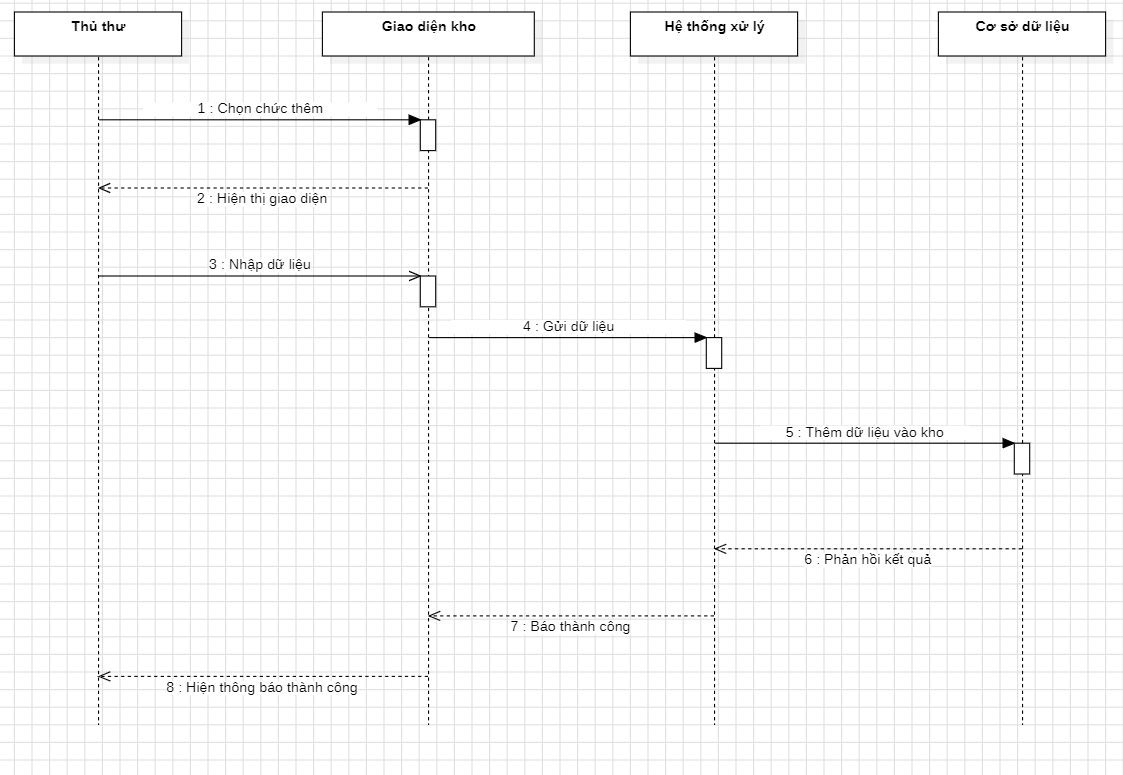 Thủ thư
Giao diện kho
Hệ thống xử lý
Cơ sở dữ liệu
1 : Chọn chức thêm
2 : Hiện thị giao diện
3 : Nhập dữ liệu
4 : Gửi dữ liệu
5 : Thêm dữ liệu vào kho
6 : Phản hồi kết quả
7 : Báo thành công
8 : Hiện thông báo thành công